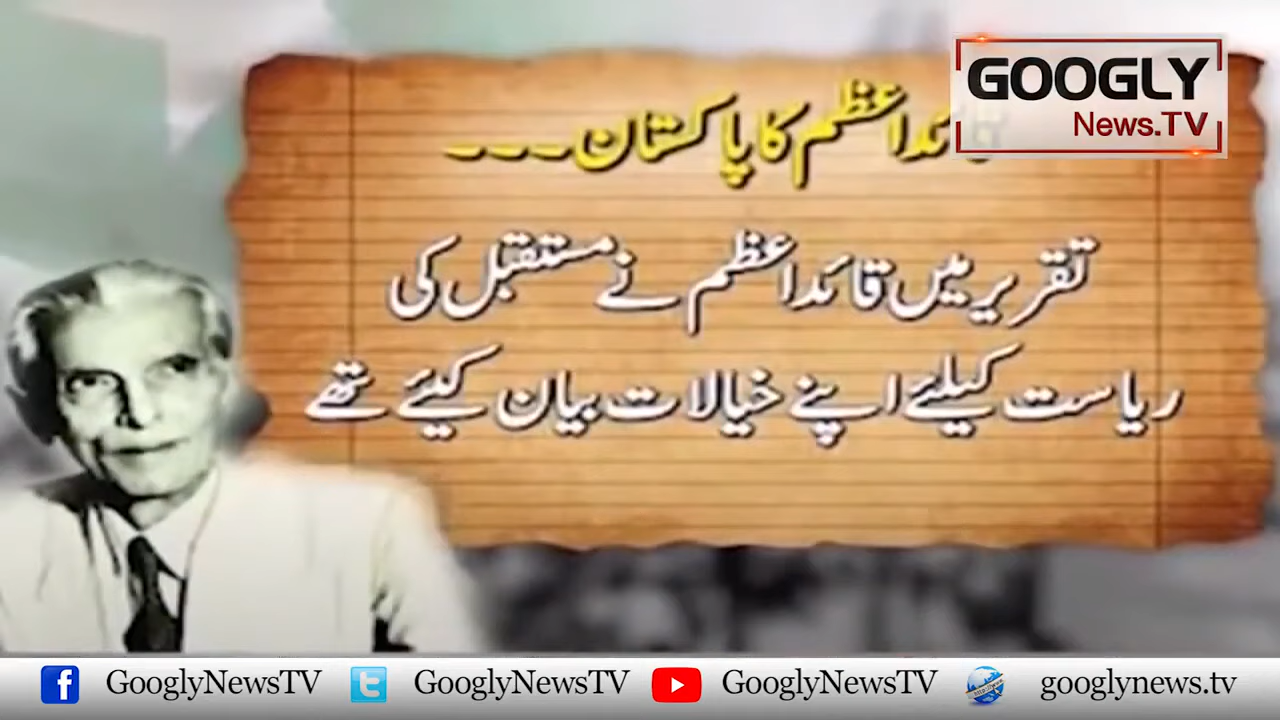 GOOGLY
News.TV
قائداعظم کا پاکستان۔۔۔
تقریر میں قائداعظم نے مستقبل کی
ریاست کیلئے اپنے خیالات بیان کیئے تھے
GooglyNewsTV GooglyNewsTV GooglyNewsTV googlynews.tv